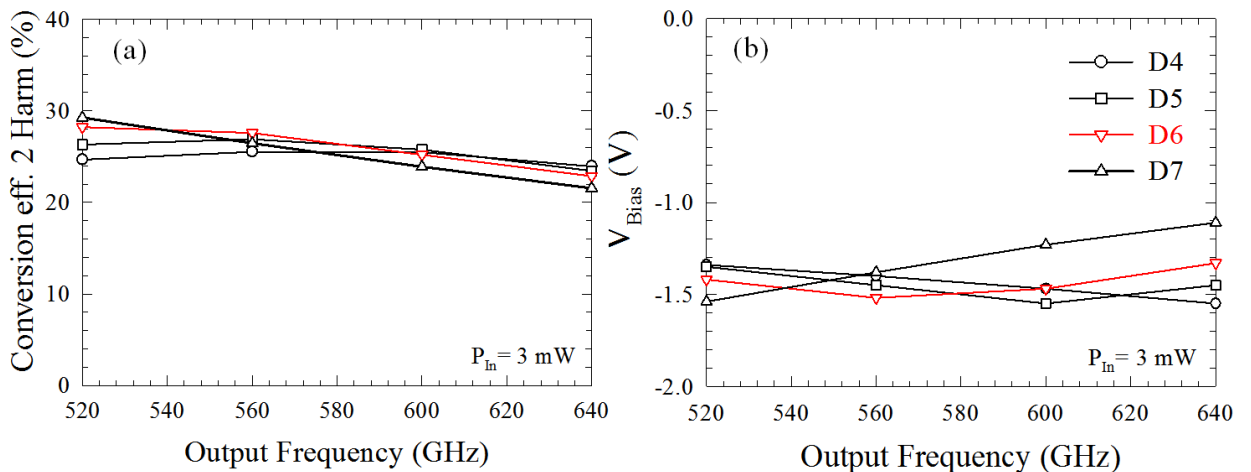 Conversion eff. 2 Harm (%)
40
30
20
10
0
(a)
P_In= 3 mW
520 540 560 580 600 620 640
Output Frequency (GHz)
V_Bias (V)
0.0
-0.5
-1.0
-1.5
-2.0
(b)
D4
D5
D6
D7
P_In= 3 mW
520 540 560 580 600 620 640
Output Frequency (GHz)